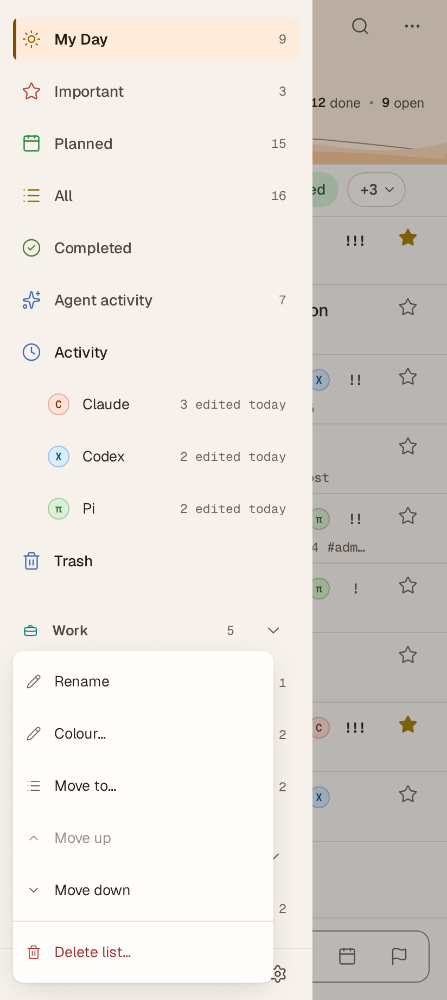 My Day 9
Important 3
Planned 15
All 16
Completed
Agent activity 7
Activity
C Claude 3 edited today
X Codex 2 edited today
π Pi 2 edited today
Trash
Work 5
1
2
2
2
Rename
Colour…
Move to…
Move up
Move down
Delete list…
12 done • 9 open
ed +3
!!!
on
X !!
ost
π !!
4 #adm…
π !
C !!!
X